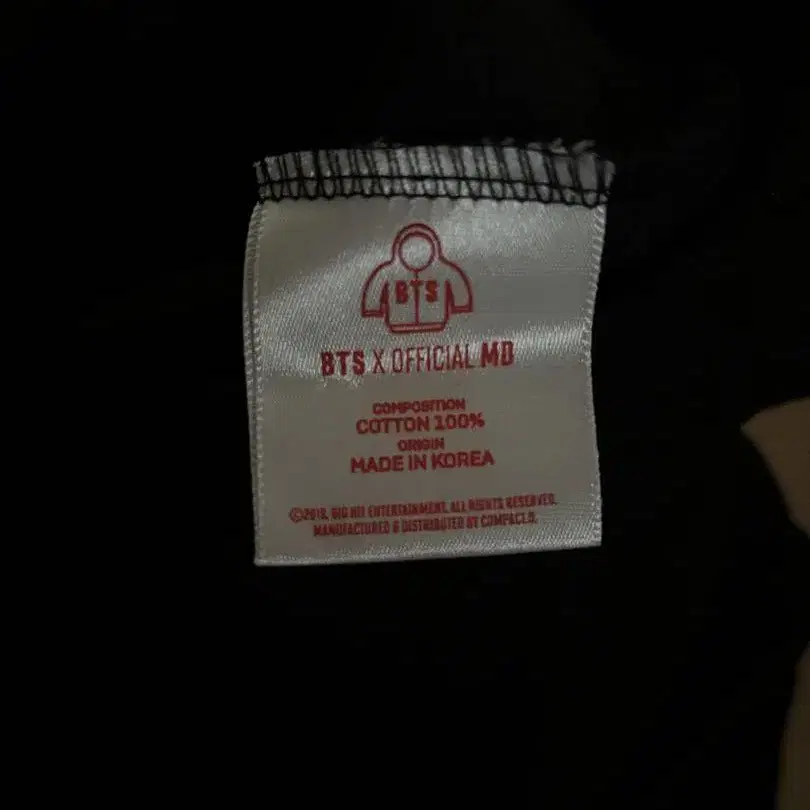 BTS
BTS X OFFICIAL MD
COMPOSITION
COTTON 100%
ORIGIN
MADE IN KOREA
BIG HIT ENTERTAINMENT. ALL RIGHTS RESERVED.
MANUFACTURED & DISTRIBUTED BY